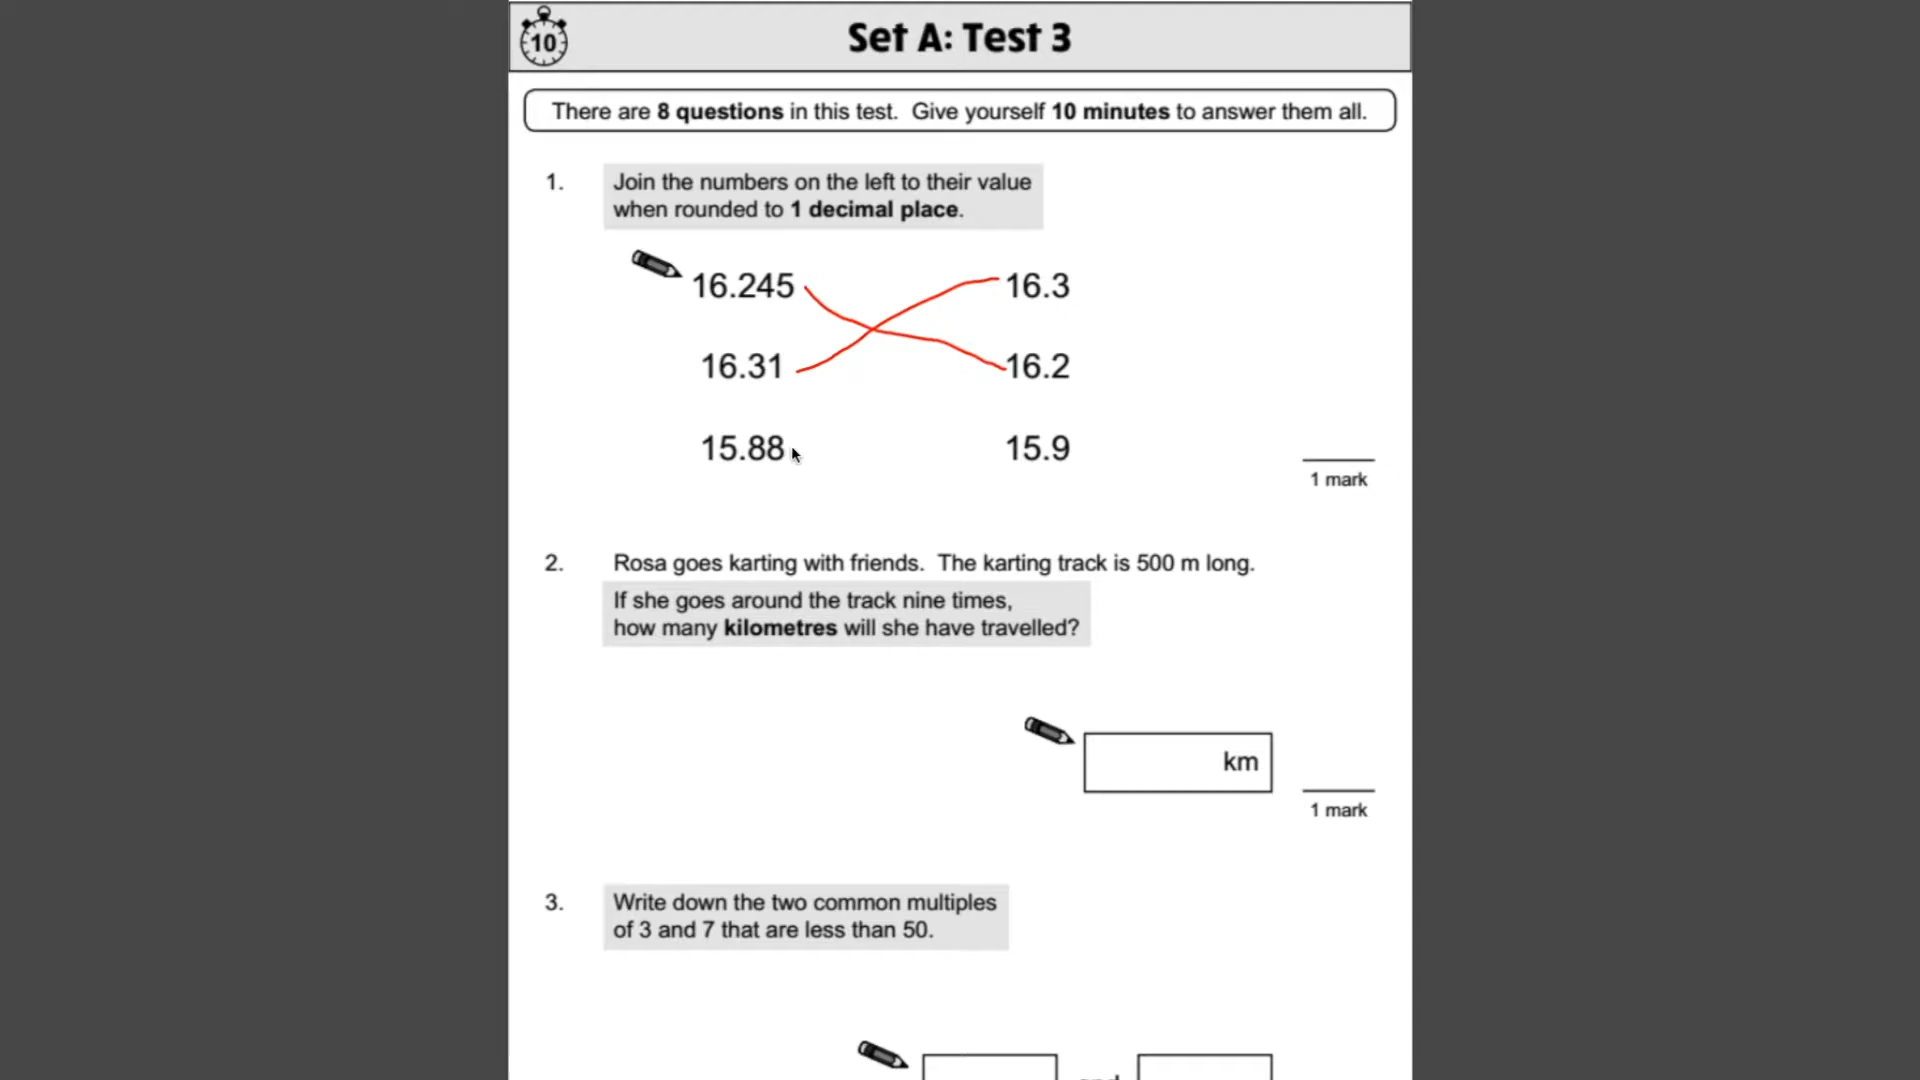 10
Set A: Test 3
There are 8 questions in this test. Give yourself 10 minutes to answer them all.
1.
Join the numbers on the left to their value
when rounded to 1 decimal place.
16.245 16.3
16.31 16.2
15.88 15.9
1 mark
2. Rosa goes karting with friends. The karting track is 500 m long.
If she goes around the track nine times,
how many kilometres will she have travelled?
km
1 mark
3. Write down the two common multiples
of 3 and 7 that are less than 50.